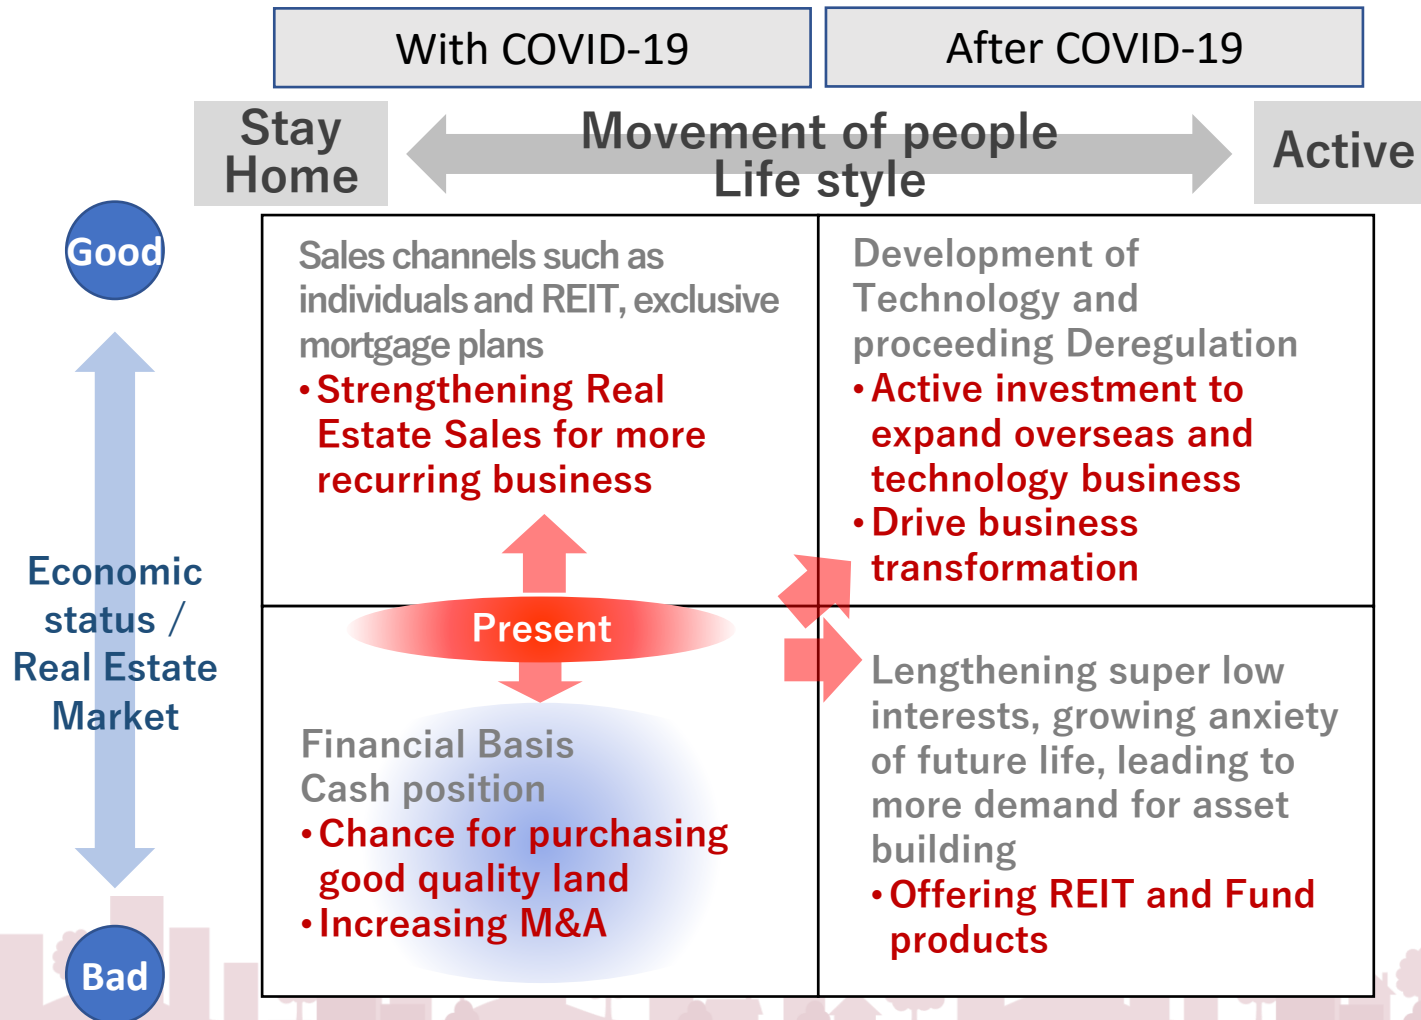 With COVID-19
After COVID-19
Stay
Home
Movement of people
Life style
Active
Good
Sales channels such as
individuals and REIT, exclusive
mortgage plans
•Strengthening Real
Estate Sales for more
recurring business
Development of
Technology and
proceeding Deregulation
•Active investment to
expand overseas and
technology business
•Drive business
transformation
Economic
status /
Real Estate
Market
Present
Financial Basis
Cash position
•Chance for purchasing
good quality land
•Increasing M&A
Lengthening super low
interests, growing anxiety
of future life, leading to
more demand for asset
building
•Offering REIT and Fund
products
Bad